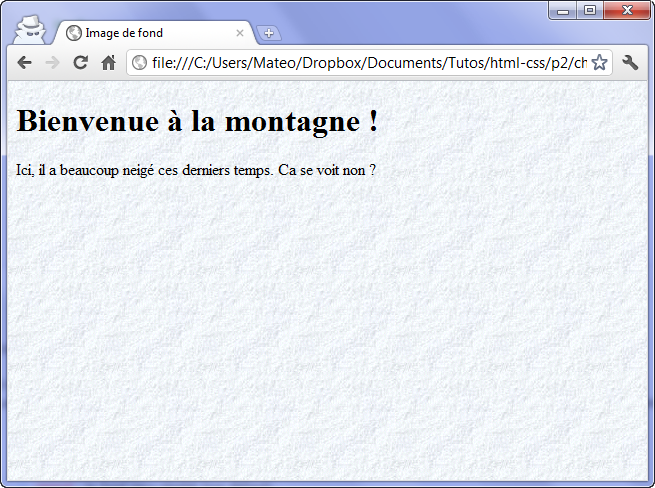 Image de fond
file:///C:/Users/Mateo/Dropbox/Documents/Tutos/html-css/p2/ch
Bienvenue à la montagne !
Ici, il a beaucoup neigé ces derniers temps. Ca se voit non ?